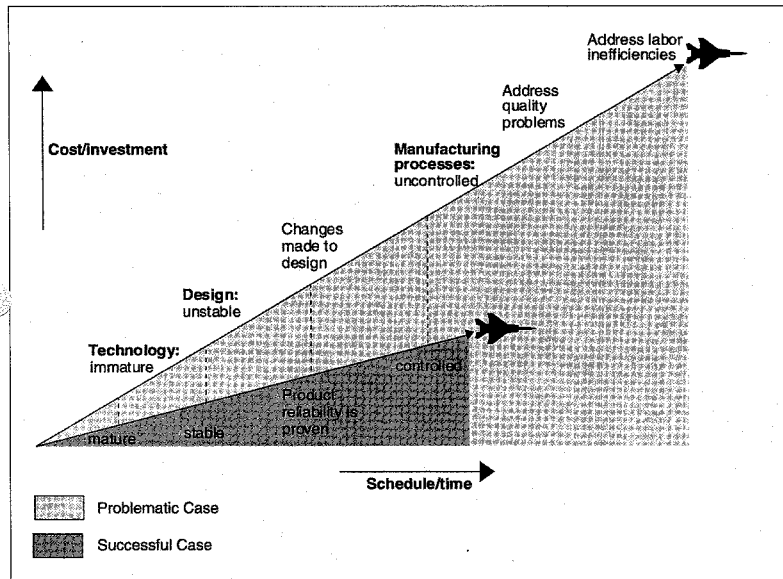 Address labor
inefficiencies
Address
quality
problems
Cost/investment
Manufacturing
processes:
uncontrolled
Changes
made to
design
Design:
unstable
Technology:
immature
controlled
Product
reliability is
proven
stable
mature
Schedule/time
Problematic Case
Successful Case